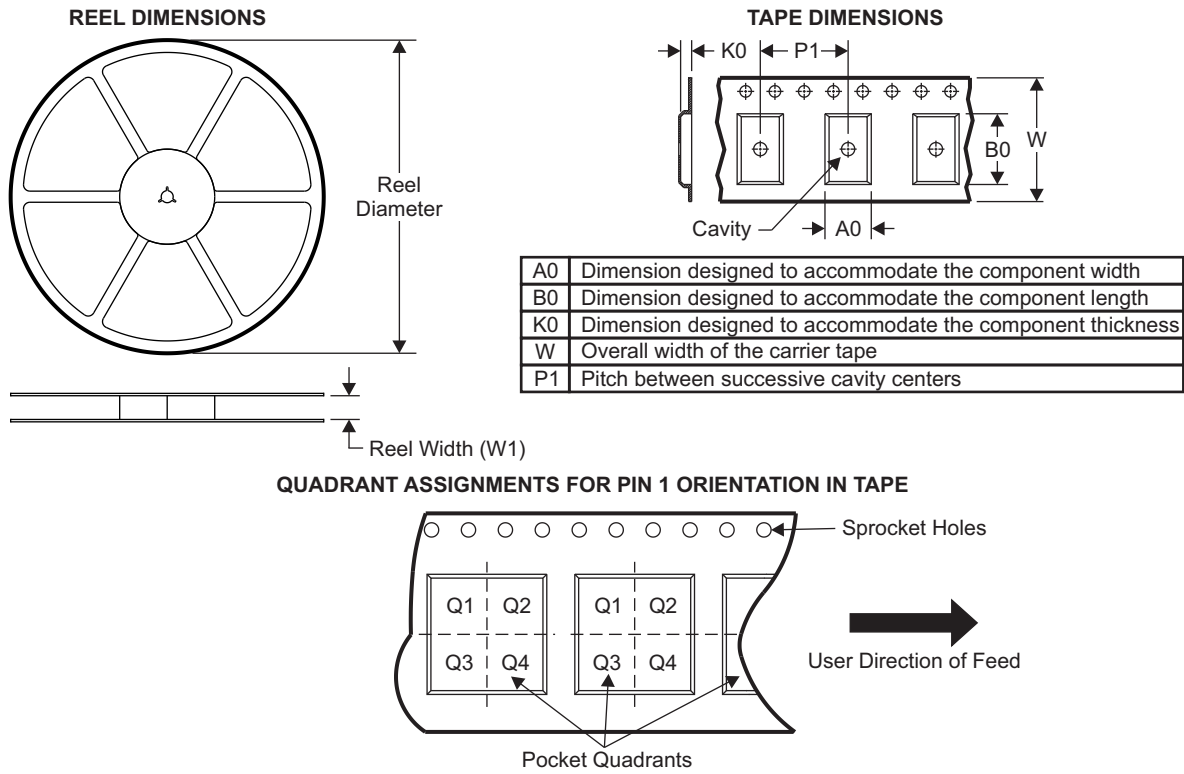 REEL DIMENSIONS
Reel
Diameter
Reel Width (W1)
TAPE DIMENSIONS
K0
P1
W
B0
Cavity
A0
A0 Dimension designed to accommodate the component width
B0 Dimension designed to accommodate the component length
K0 Dimension designed to accommodate the component thickness
W Overall width of the carrier tape
P1 Pitch between successive cavity centers
QUADRANT ASSIGNMENTS FOR PIN 1 ORIENTATION IN TAPE
Sprocket Holes
Q1 Q2 Q1 Q2
Q3 Q4 Q3 Q4
User Direction of Feed
Pocket Quadrants